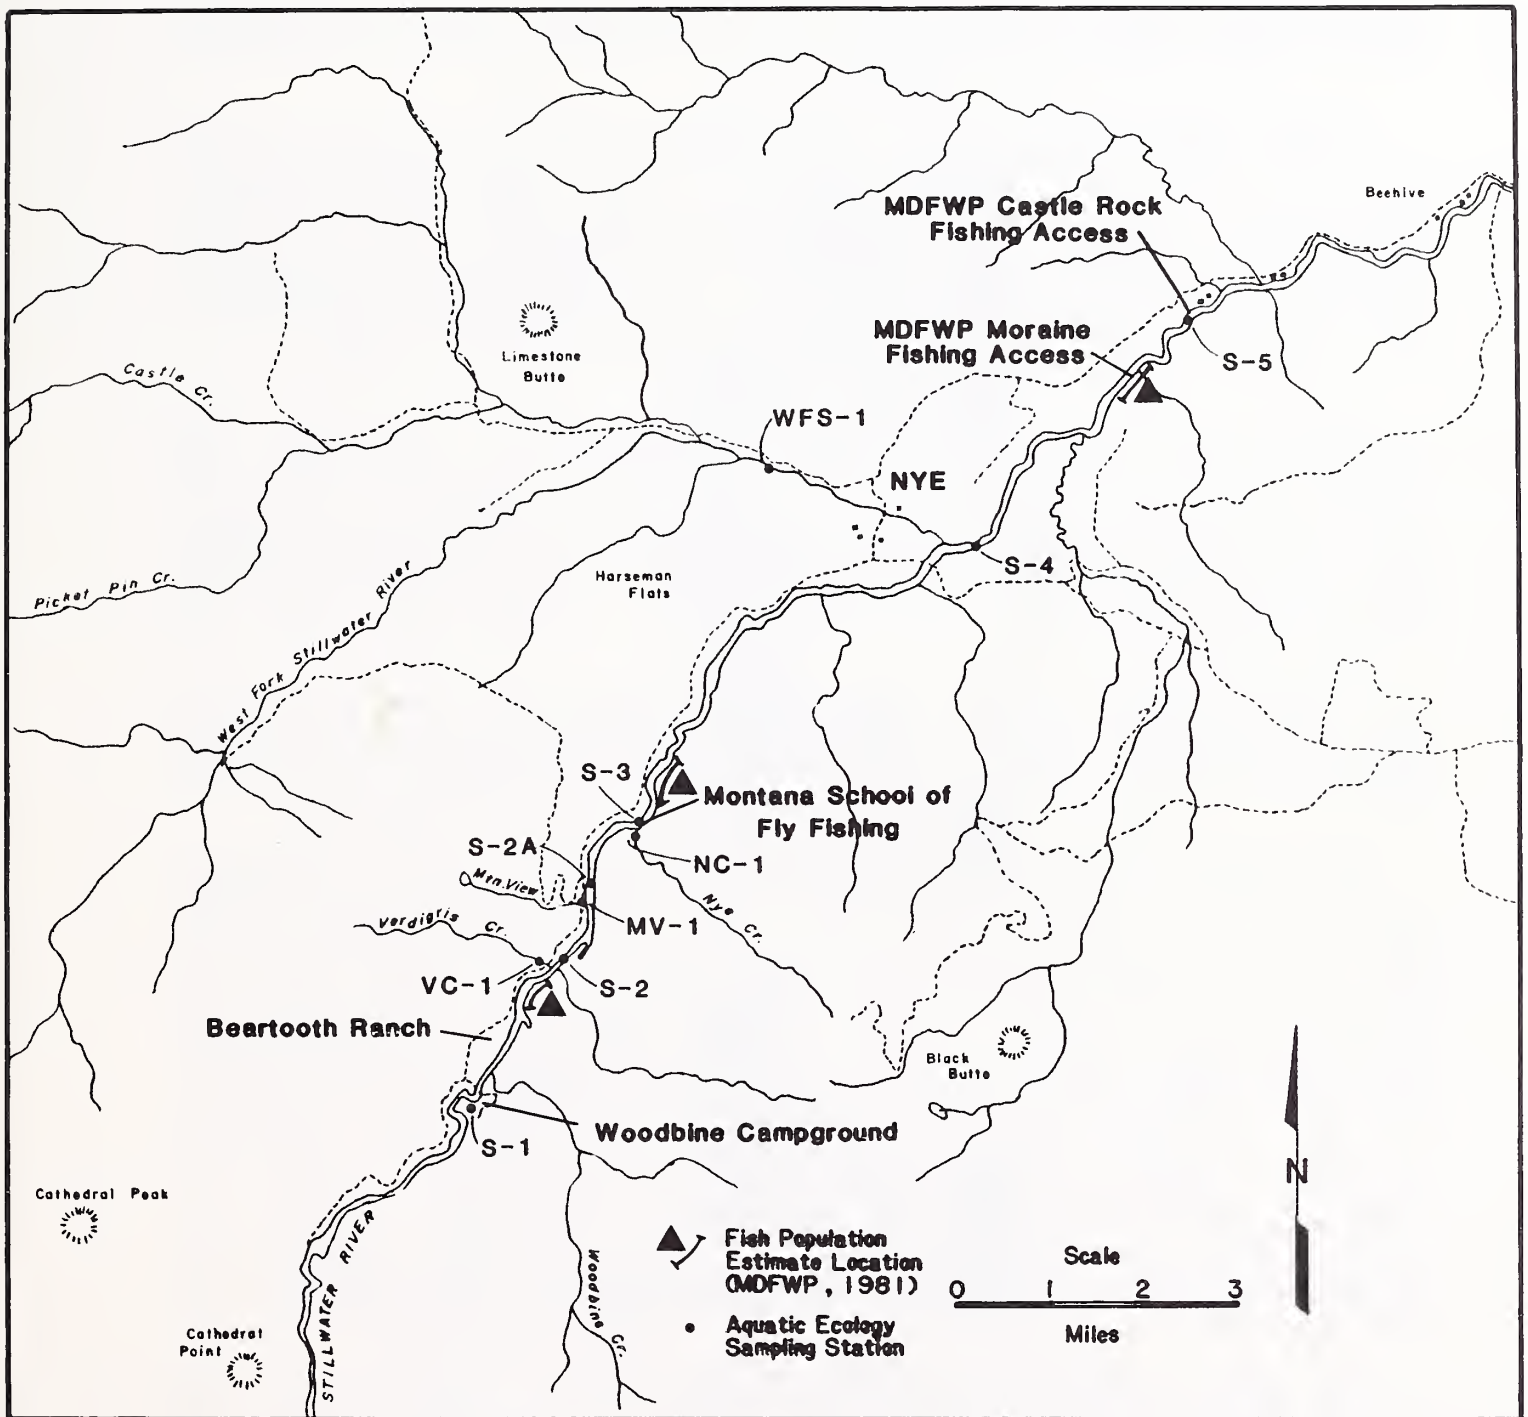 Beehive
MDFWP Castle Rock
Fishing Access
MDFWP Moraine
Fishing Access
S-5
Limestone
Butte
Castle Cr.
WFS-1
NYE
S-4
Harseman
Flats
Picket Pin Cr.
West Fork Stillwater River
S-3
Montana School of
Fly Fishing
S-2A
NC-1
Mtn. View
Nye Cr.
Verdigris Cr.
MV-1
VC-1
S-2
Beartooth Ranch
Black
Butte
Woodbine Campground
S-1
Cathedral Peak
STILLWATER RIVER
Woodbine Cr.
Cathedral
Point
N
Fish Population
Estimate Location
(MDFWP, 1981)
Aquatic Ecology
Sampling Station
Scale
0 1 2 3
Miles